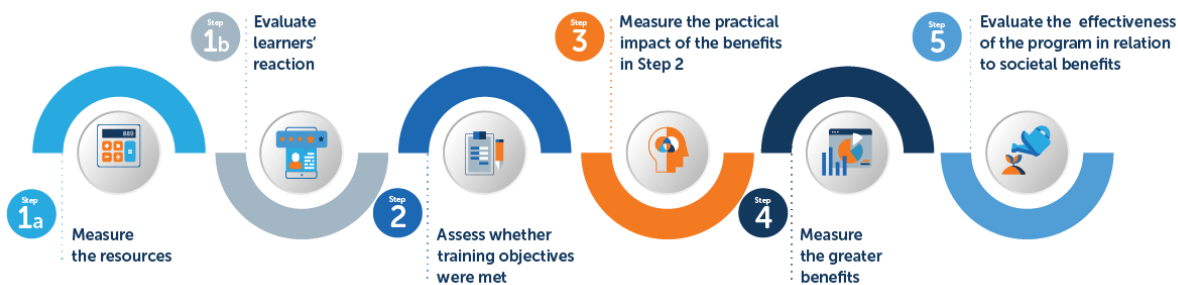 Step
1a
Measure
the resources
Step
1b
Evaluate
learners'
reaction
Step
2
Assess whether
training objectives
were met
Step
3
Measure the practical
impact of the benefits
in Step 2
Step
4
Measure
the greater
benefits
Step
5
Evaluate the effectiveness
of the program in relation
to societal benefits